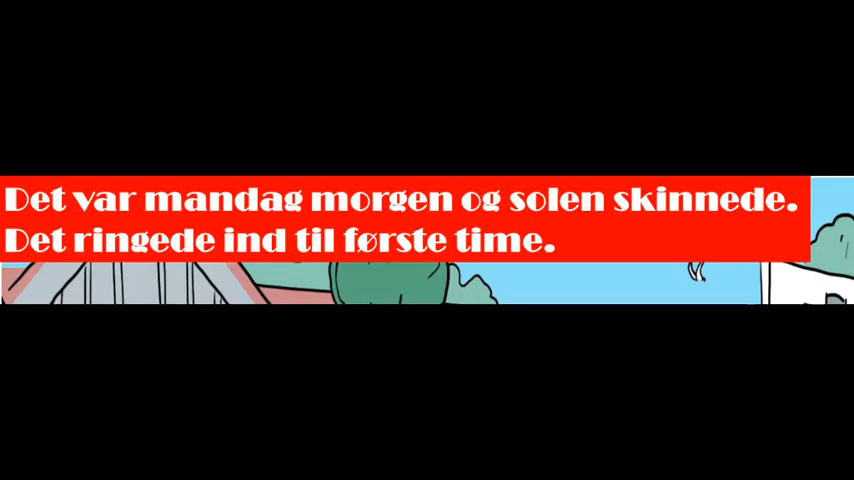 Det var mandag morgen og solen skinnede.
Det ringede ind til første time.